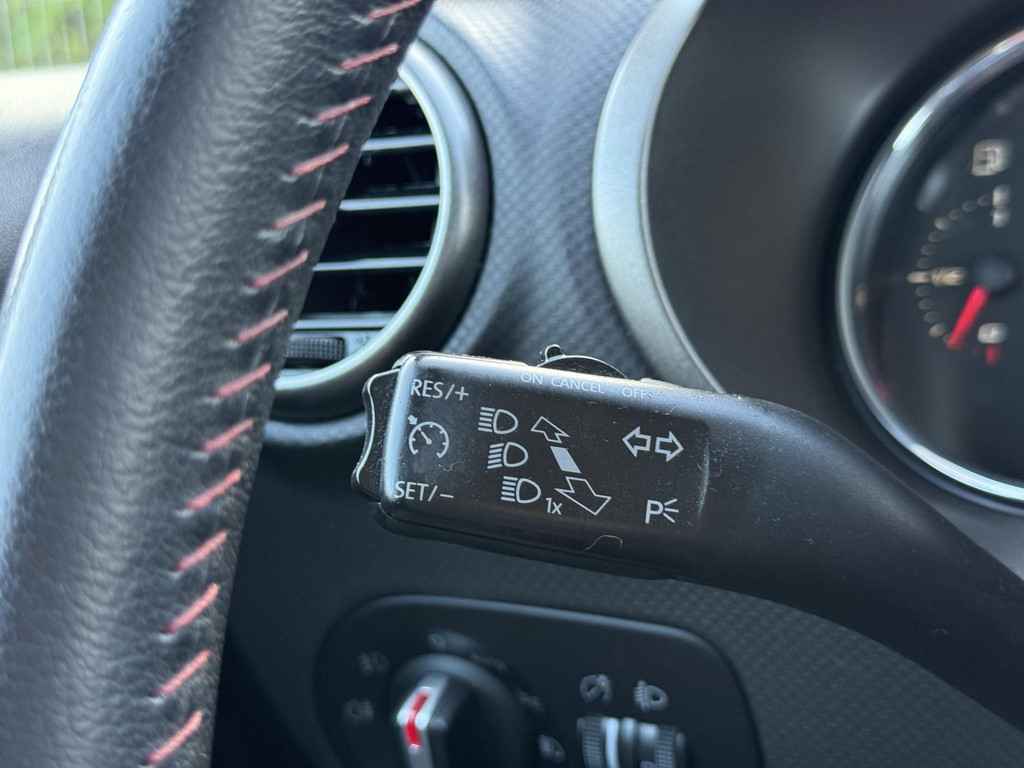 ON CANCEL OFF
RES/+
SET/−
1x
P